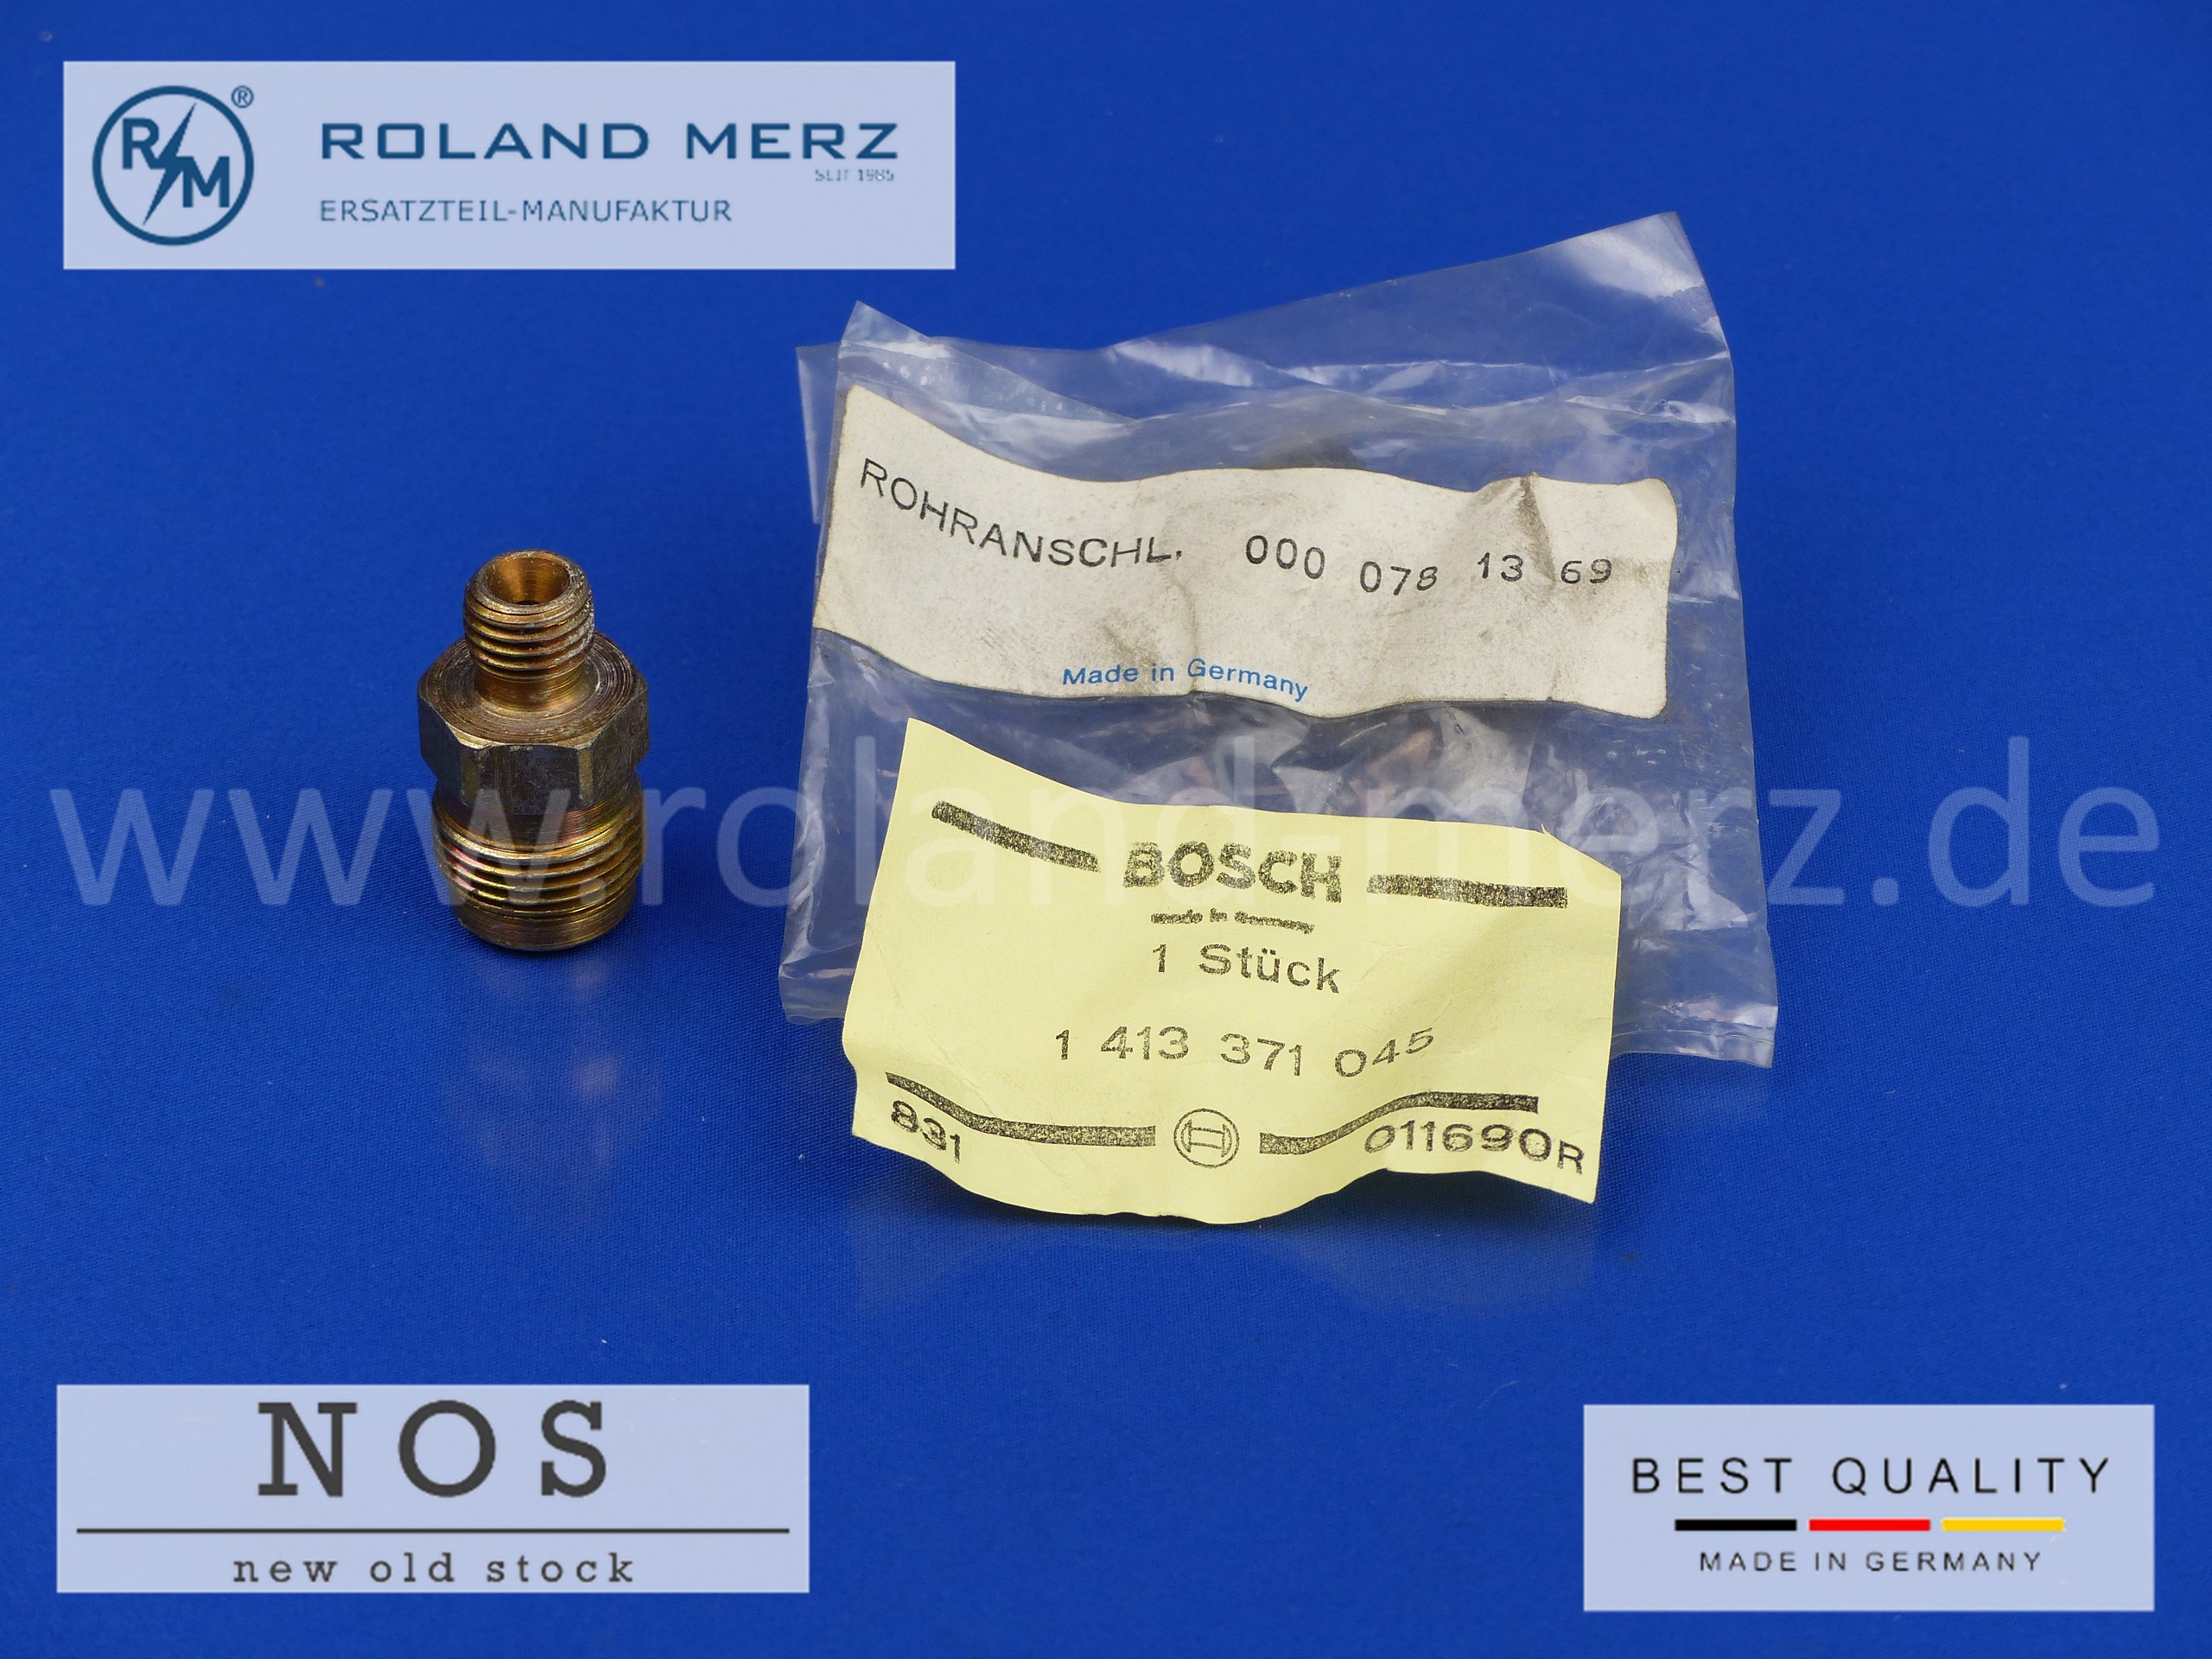 R M ®
ROLAND MERZ
SEIT 1985
ERSATZTEIL-MANUFAKTUR
ROHRANSCHL. 000 078 13 69
Made in Germany
www.roland-merz.de
BOSCH
made in Germany
1 Stück
1 413 371 045
831 011690R
NOS
new old stock
BEST QUALITY
MADE IN GERMANY